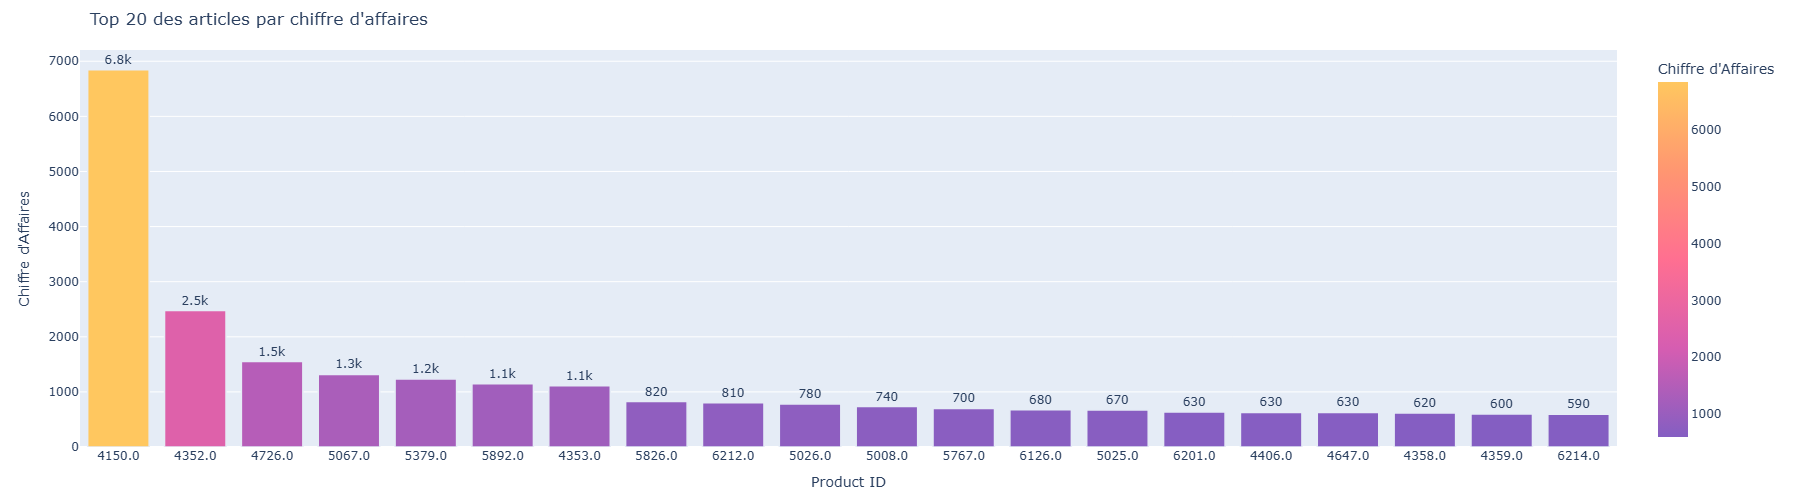 Top 20 des articles par chiffre d'affaires
Chiffre d'Affaires
7000
6000
5000
4000
3000
2000
1000
0
6.8k
2.5k
1.5k
1.3k
1.2k
1.1k
1.1k
820
810
780
740
700
680
670
630
630
630
620
600
590
4150.0 4352.0 4726.0 5067.0 5379.0 5892.0 4353.0 5826.0 6212.0 5026.0 5008.0 5767.0 6126.0 5025.0 6201.0 4406.0 4647.0 4358.0 4359.0 6214.0
Product ID
Chiffre d'Affaires
6000
5000
4000
3000
2000
1000